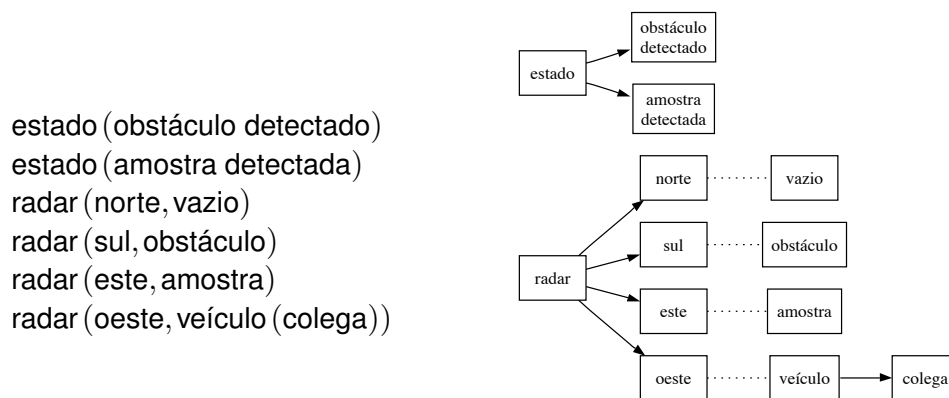 estado (obstáculo detectado)
estado (amostra detectada)
radar (norte, vazio)
radar (sul, obstáculo)
radar (este, amostra)
radar (oeste, veículo (colega))
estado
obstáculo
detectado
amostra
detectada
radar
norte
vazio
sul
obstáculo
este
amostra
oeste
veículo
colega